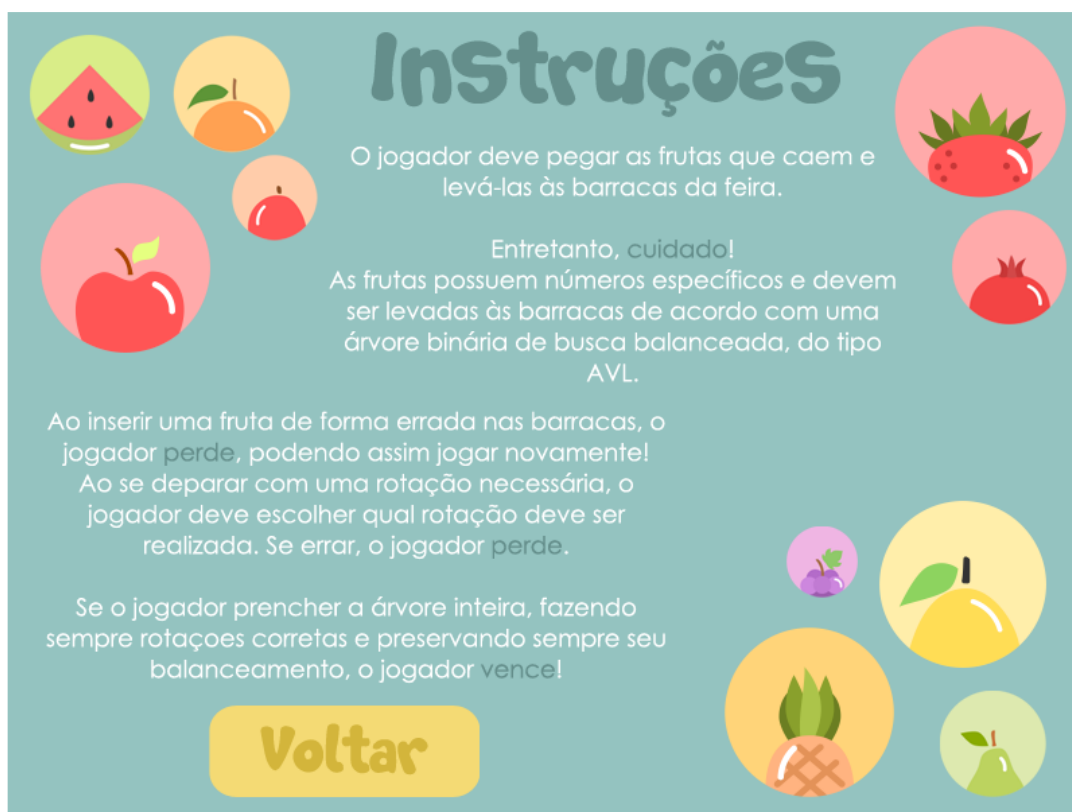 Instruções
O jogador deve pegar as frutas que caem e
levá-las às barracas da feira.
Entretanto, cuidado!
As frutas possuem números específicos e devem
ser levadas às barracas de acordo com uma
árvore binária de busca balanceada, do tipo
AVL.
Ao inserir uma fruta de forma errada nas barracas, o
jogador perde, podendo assim jogar novamente!
Ao se deparar com uma rotação necessária, o
jogador deve escolher qual rotação deve ser
realizada. Se errar, o jogador perde.
Se o jogador prencher a árvore inteira, fazendo
sempre rotaçoes corretas e preservando sempre seu
balanceamento, o jogador vence!
Voltar